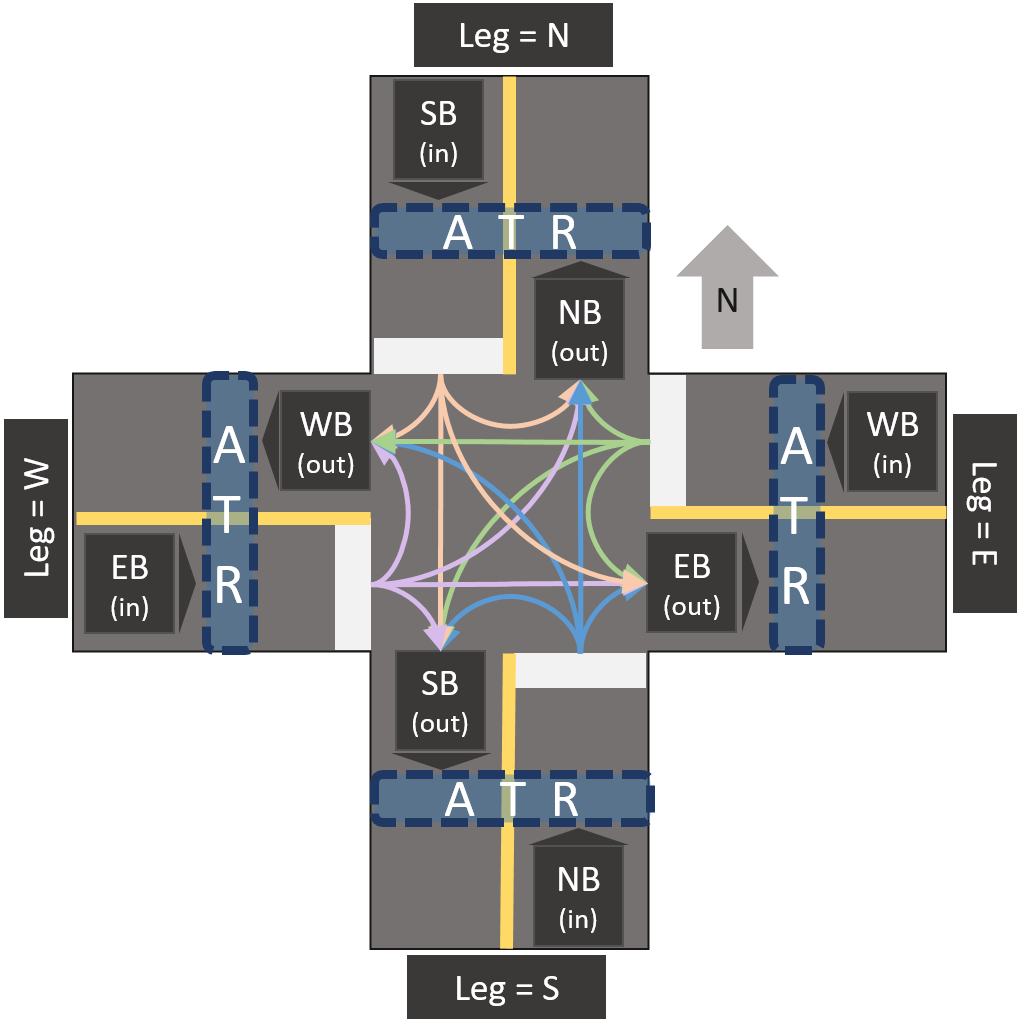 Leg = N
SB
(in)
A T R
NB
(out)
N
WB
(out)
WB
(in)
A
T
R
A
T
R
Leg = W
Leg = E
EB
(in)
EB
(out)
SB
(out)
A T R
NB
(in)
Leg = S